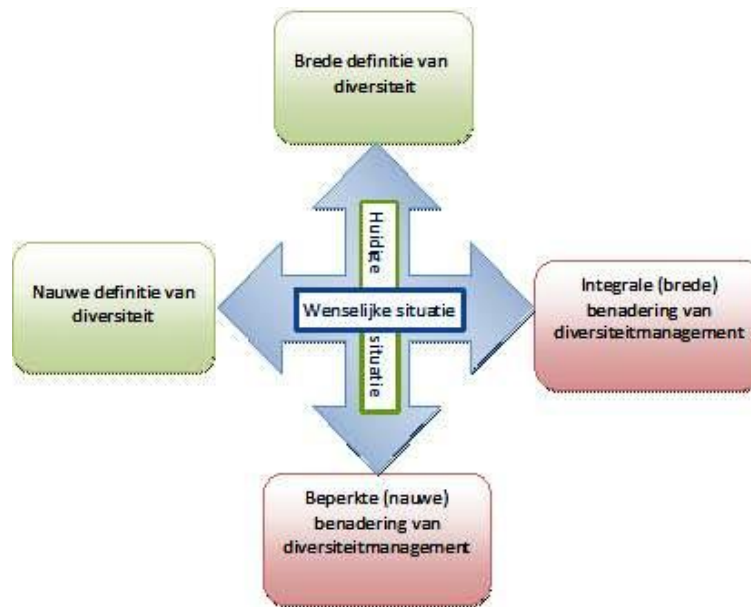 Brede definitie van
diversiteit
Huidige situatie
Nauwe definitie van
diversiteit
Wenselijke situatie
Integrale (brede)
benadering van
diversiteitmanagement
Beperkte (nauwe)
benadering van
diversiteitmanagement